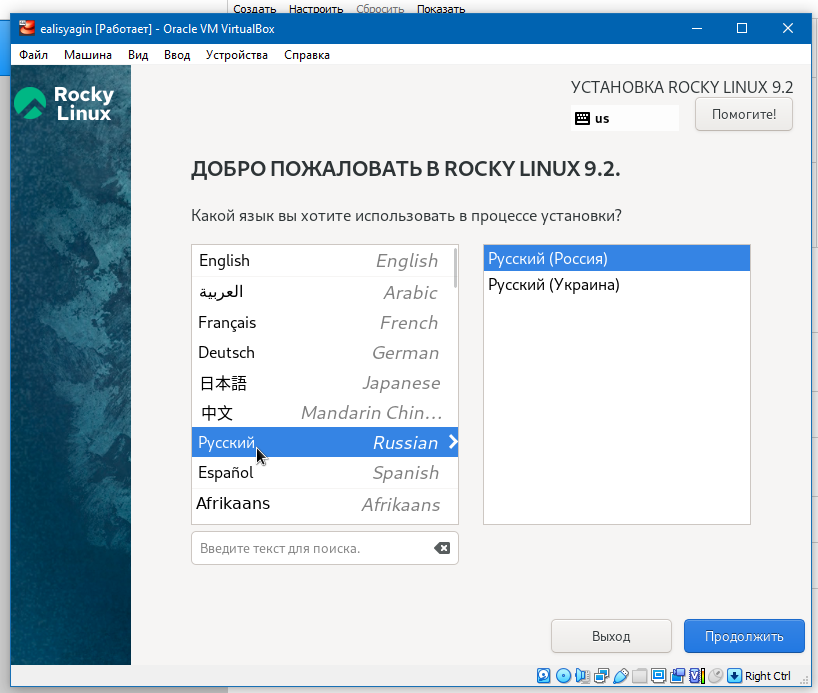 Создать Настроить Сбросить Показать
ealisyagin [Работает] - Oracle VM VirtualBox
Файл Машина Вид Ввод Устройства Справка
Rocky
Linux
УСТАНОВКА ROCKY LINUX 9.2
us
Помогите!
ДОБРО ПОЖАЛОВАТЬ В ROCKY LINUX 9.2.
Какой язык вы хотите использовать в процессе установки?
English English
العربية Arabic
Français French
Deutsch German
日本語 Japanese
中文 Mandarin Chin…
Русский Russian
Español Spanish
Afrikaans Afrikaans
Русский (Россия)
Русский (Украина)
Введите текст для поиска.
Выход Продолжить
Right Ctrl